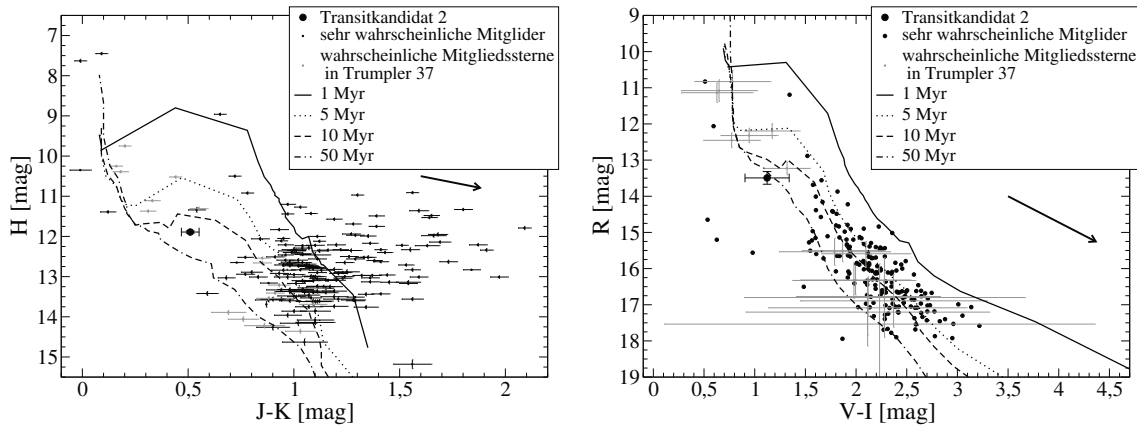 Transitkandidat 2
sehr wahrscheinliche Mitglider
wahrscheinliche Mitgliedssterne
in Trumpler 37
1 Myr
5 Myr
10 Myr
50 Myr
7
8
9
10
11
12
13
14
15
H [mag]
0
0,5
1
1,5
2
J-K [mag]
Transitkandidat 2
sehr wahrscheinliche Mitglider
wahrscheinliche Mitgliedssterne
in Trumpler 37
1 Myr
5 Myr
10 Myr
50 Myr
9
10
11
12
13
14
15
16
17
18
19
R [mag]
0
0,5
1
1,5
2
2,5
3
3,5
4
4,5
V-I [mag]